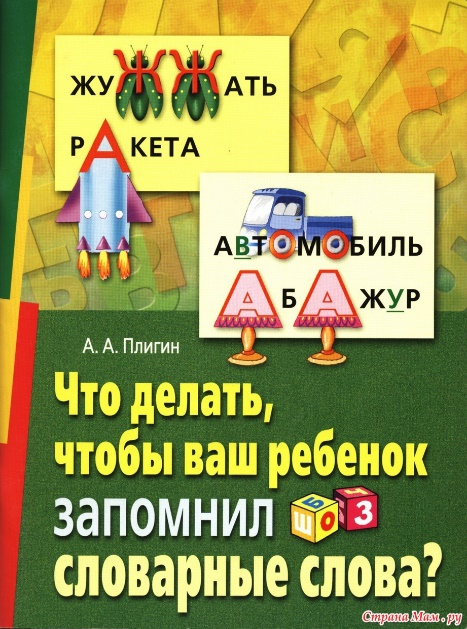 ЖУЖЖАТЬ
РАКЕТА
АВТОМОБИЛЬ
АБАЖУР
А. А. Плигин
Что делать,
чтобы ваш ребенок
запомнил
Ш Б О Ч З
словарные слова?
Страна Мам .ру